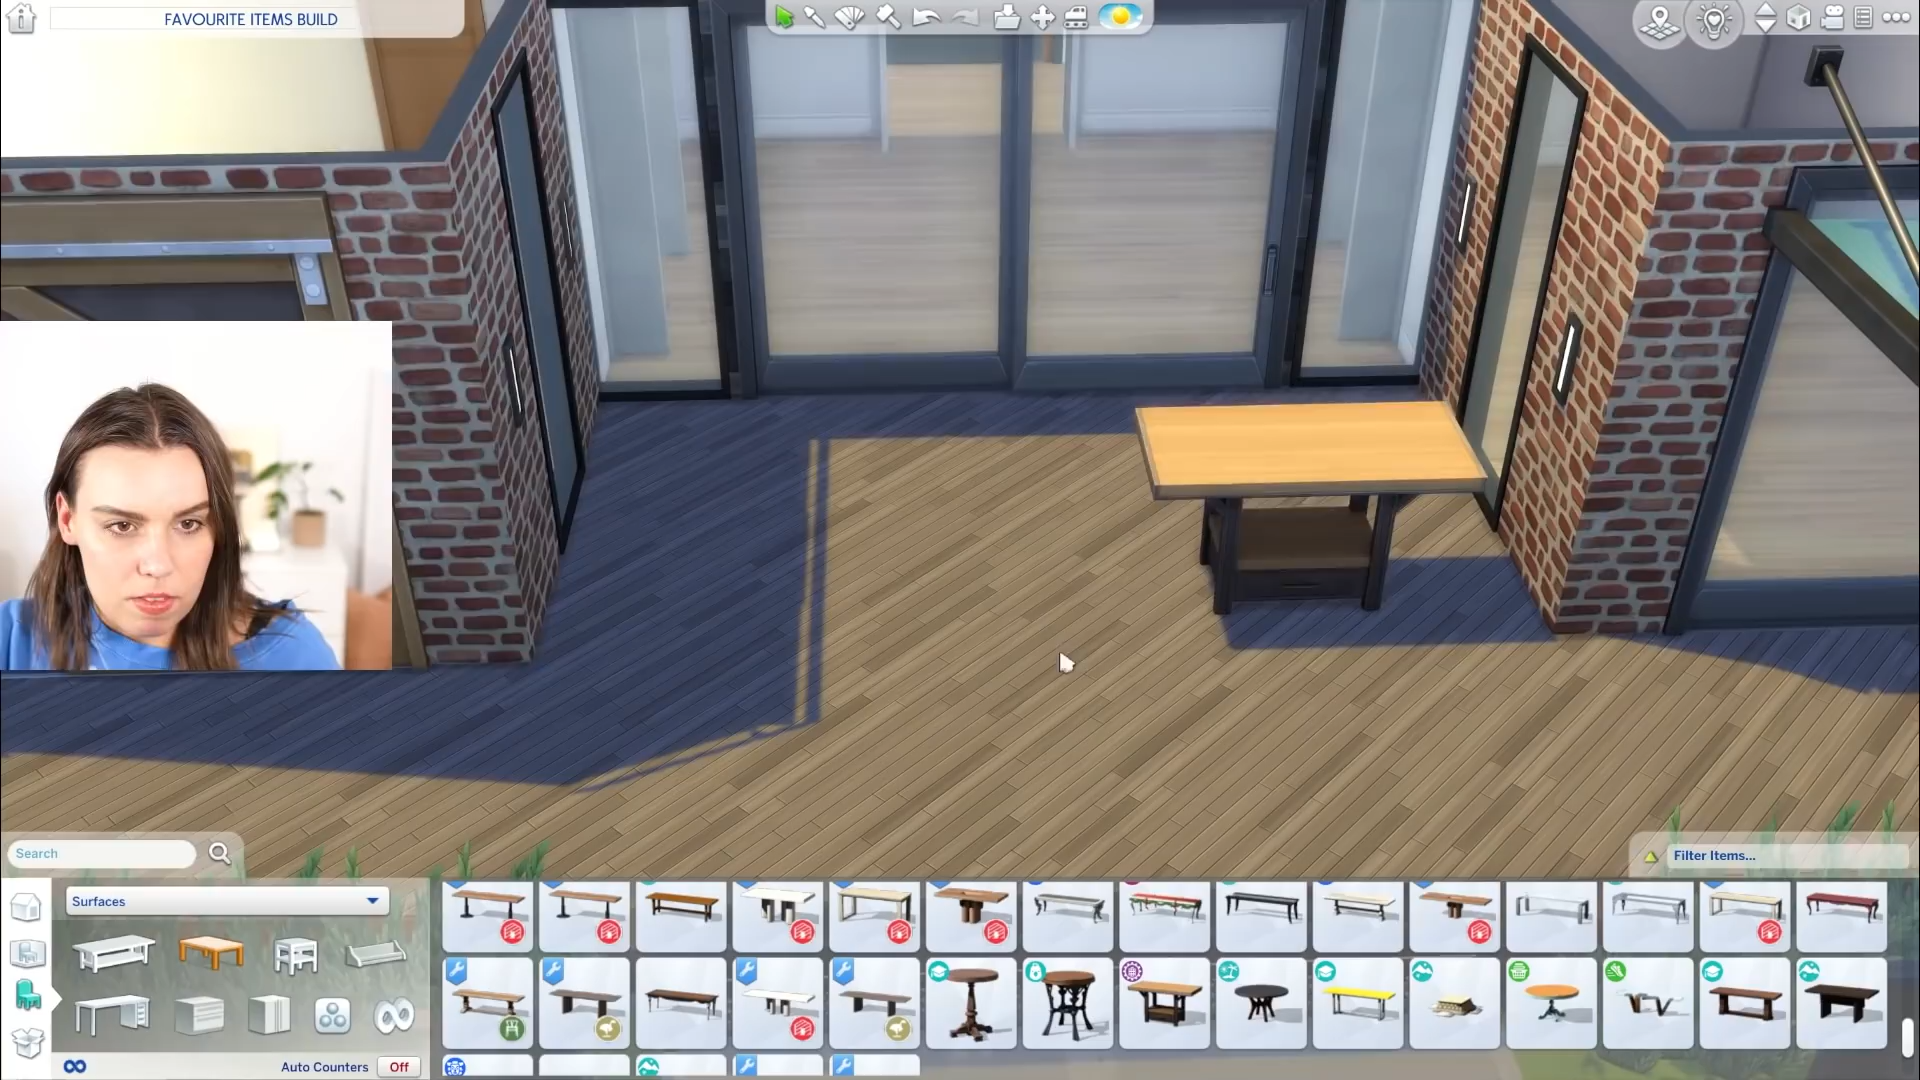 FAVOURITE ITEMS BUILD
Search
Filter Items...
Surfaces
Auto Counters Off